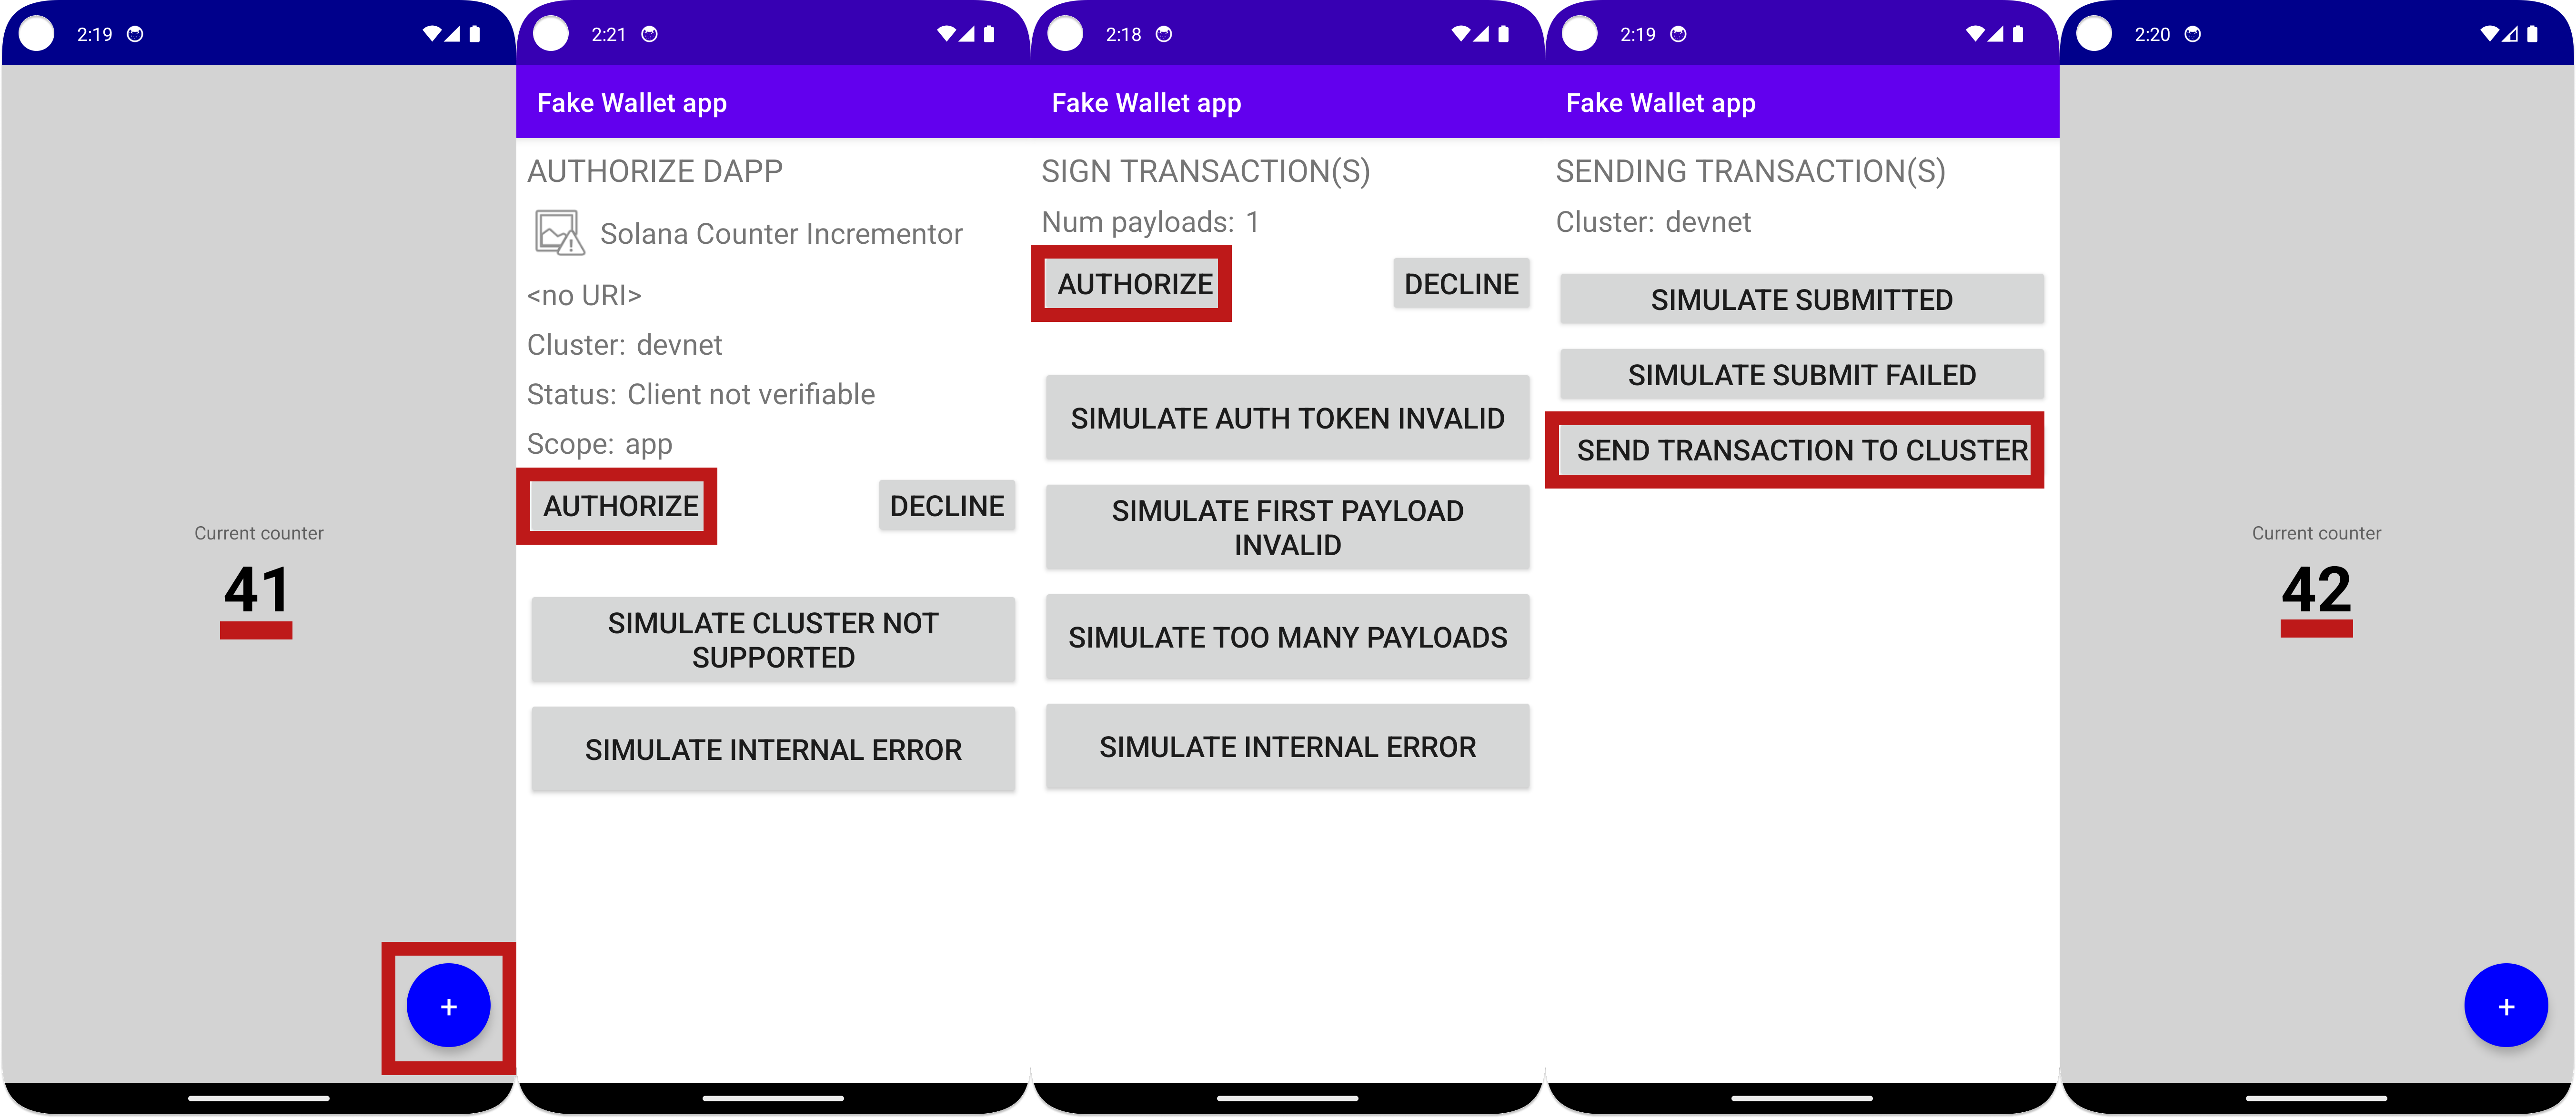 2:19
Current counter
41
+
2:21
Fake Wallet app
AUTHORIZE DAPP
Solana Counter Incrementor
<no URI>
Cluster: devnet
Status: Client not verifiable
Scope: app
AUTHORIZE
DECLINE
SIMULATE CLUSTER NOT
SUPPORTED
SIMULATE INTERNAL ERROR
2:18
Fake Wallet app
SIGN TRANSACTION(S)
Num payloads: 1
AUTHORIZE
DECLINE
SIMULATE AUTH TOKEN INVALID
SIMULATE FIRST PAYLOAD
INVALID
SIMULATE TOO MANY PAYLOADS
SIMULATE INTERNAL ERROR
2:19
Fake Wallet app
SENDING TRANSACTION(S)
Cluster: devnet
SIMULATE SUBMITTED
SIMULATE SUBMIT FAILED
SEND TRANSACTION TO CLUSTER
2:20
Current counter
42
+